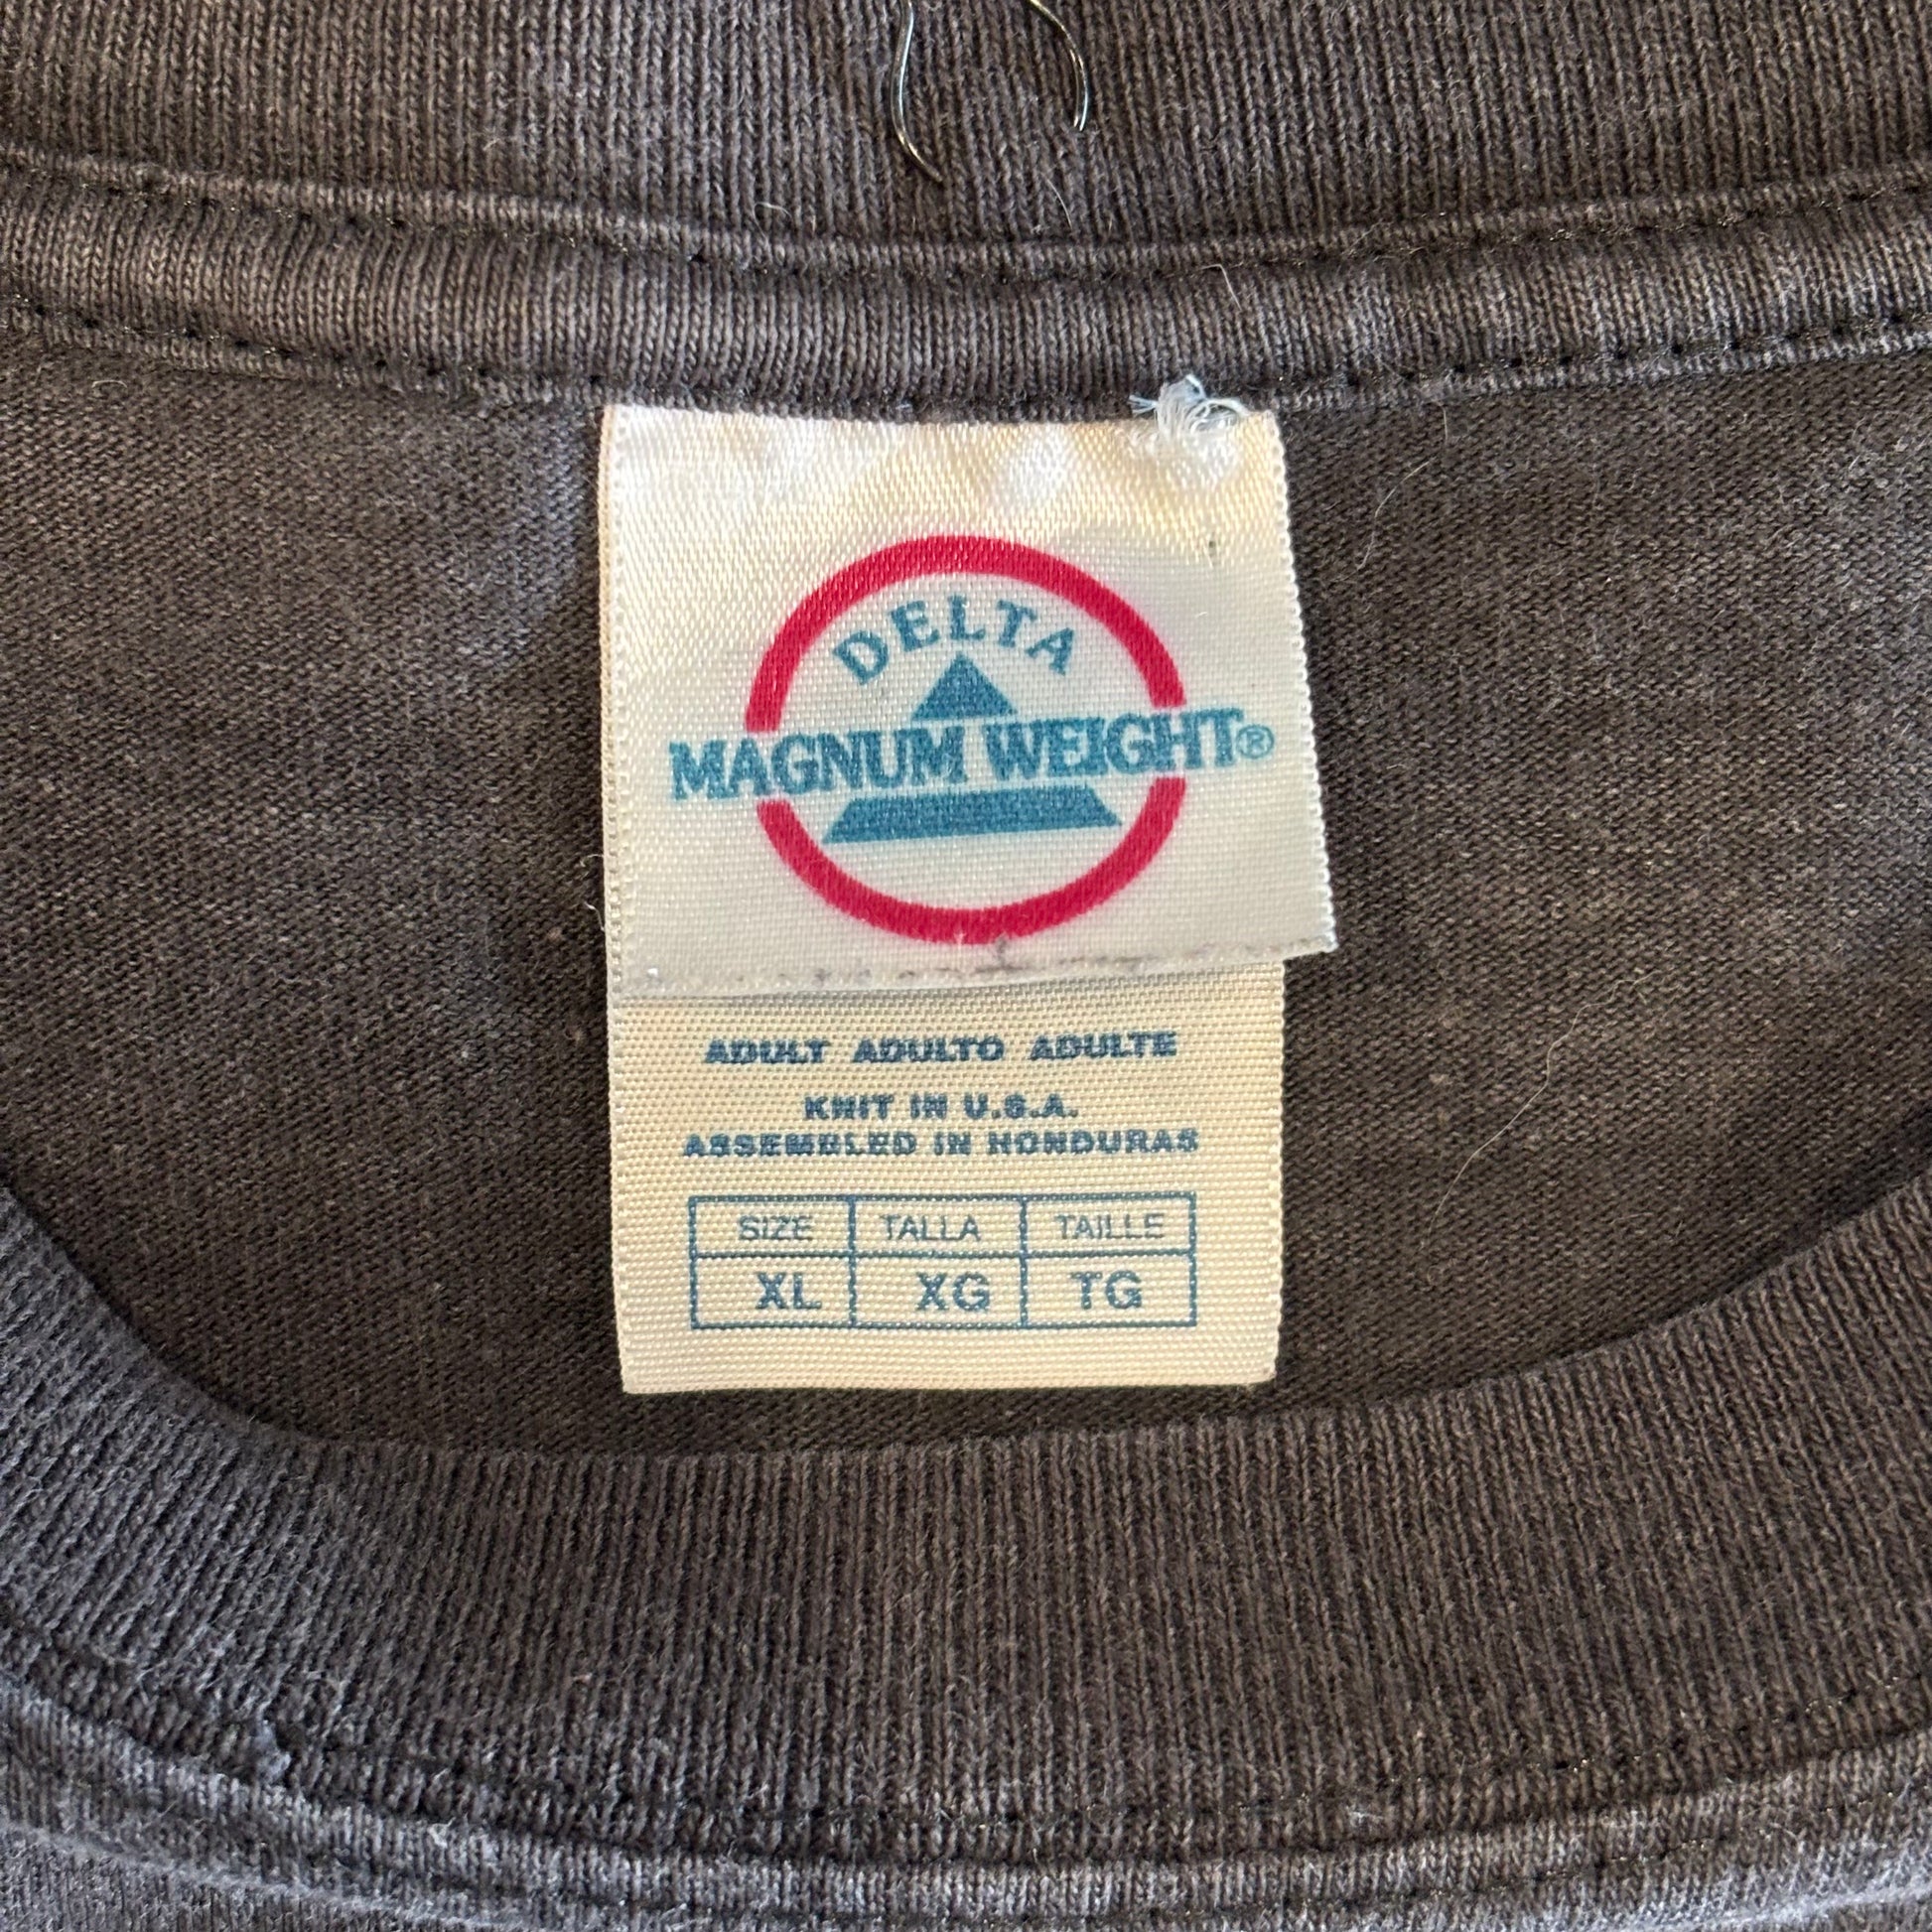 DELTA
MAGNUM WEIGHT®
ADULT ADULTO ADULTE
KNIT IN U.S.A.
ASSEMBLED IN HONDURAS
SIZE TALLA TAILLE
XL XG TG